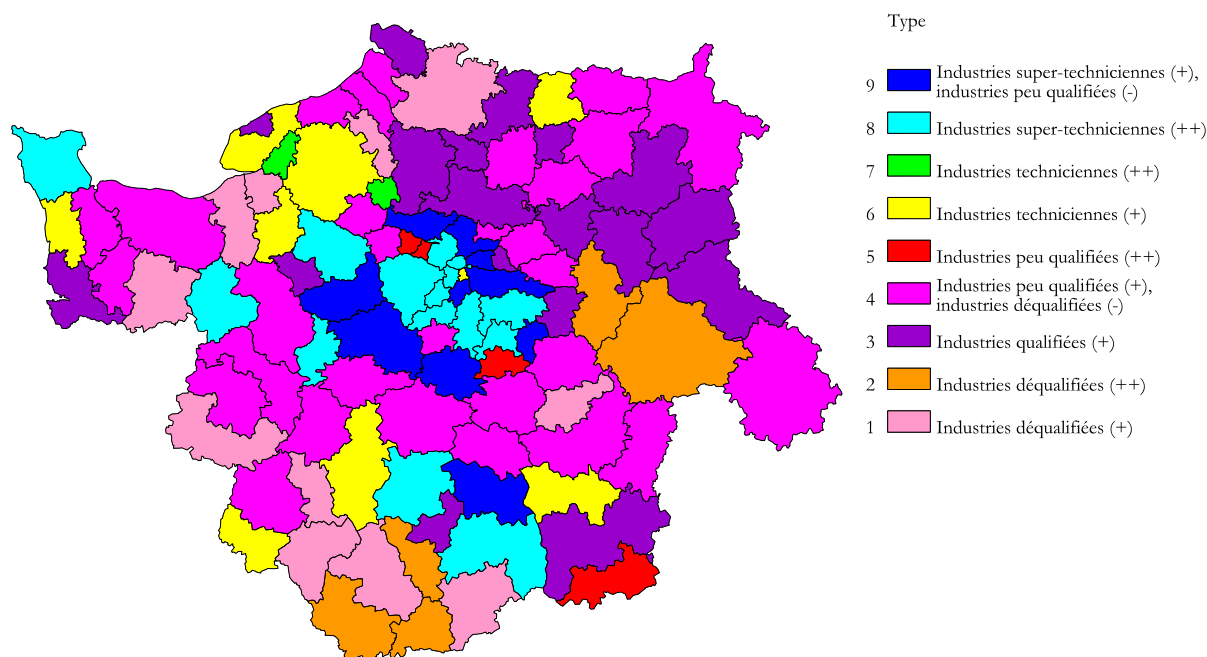 Type
9 Industries super-techniciennes (+),
industries peu qualifiées (-)
8 Industries super-techniciennes (++)
7 Industries techniciennes (++)
6 Industries techniciennes (+)
5 Industries peu qualifiées (++)
4 Industries peu qualifiées (+),
industries déqualifiées (-)
3 Industries qualifiées (+)
2 Industries déqualifiées (++)
1 Industries déqualifiées (+)